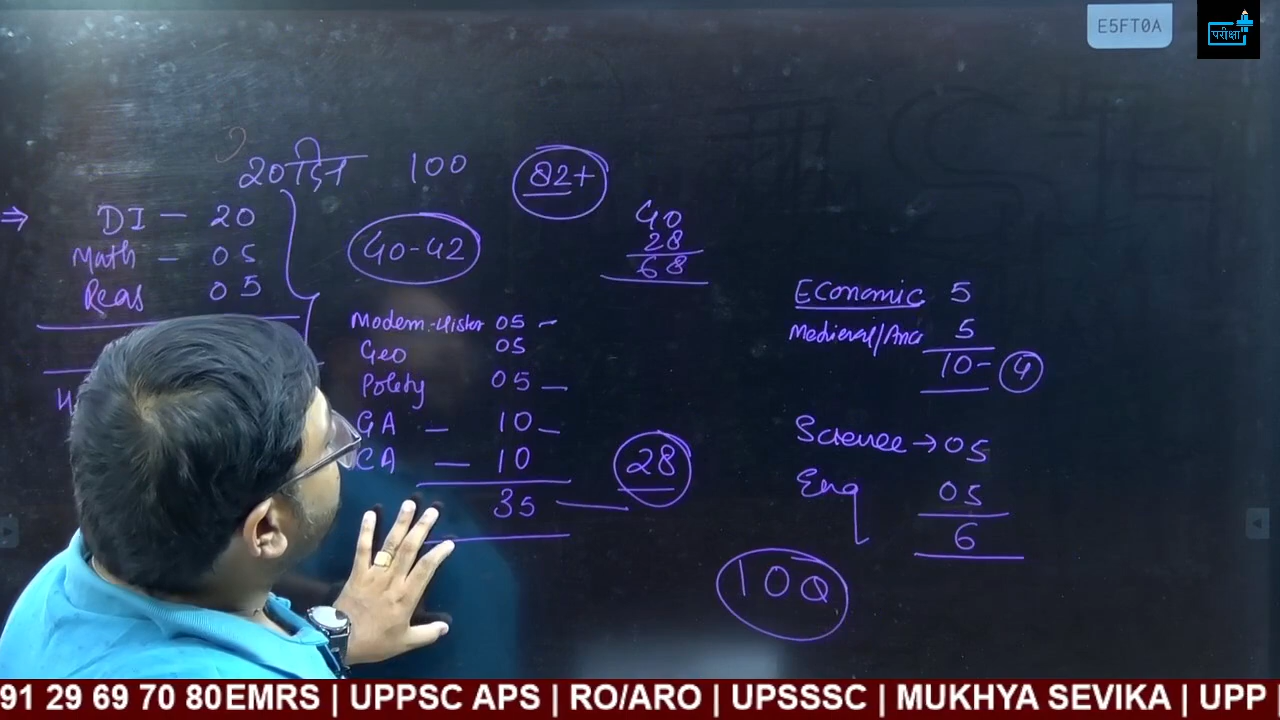 E5FT0A
परीक्षा
20 दिन 100 82+
⇒ DI — 20
Math — 05
Reas 05
40-42
40
28
68
Modern-Histor 05 –
Geo 05
Polety 05 –
GA — 10 –
CA — 10
35 — 28
Economic 5
Medieval/Anc 5
10 – 4
Science → 05
Eng 05
6
100
91 29 69 70 80EMRS | UPPSC APS | RO/ARO | UPSSSC | MUKHYA SEVIKA | UPP |